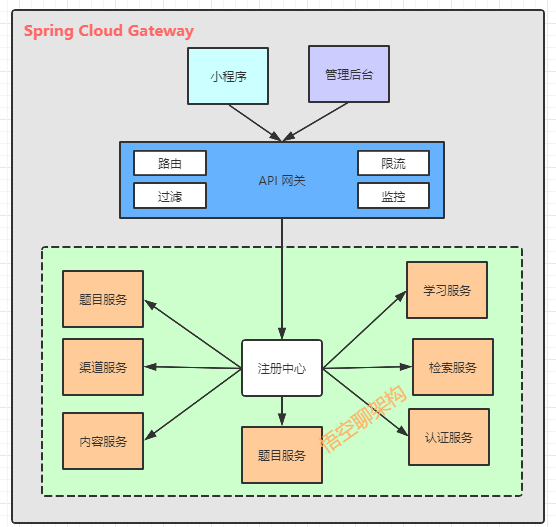 Spring Cloud Gateway
小程序
管理后台
路由
限流
API 网关
过滤
监控
题目服务
学习服务
渠道服务
注册中心
检索服务
悟空聊架构
内容服务
题目服务
认证服务